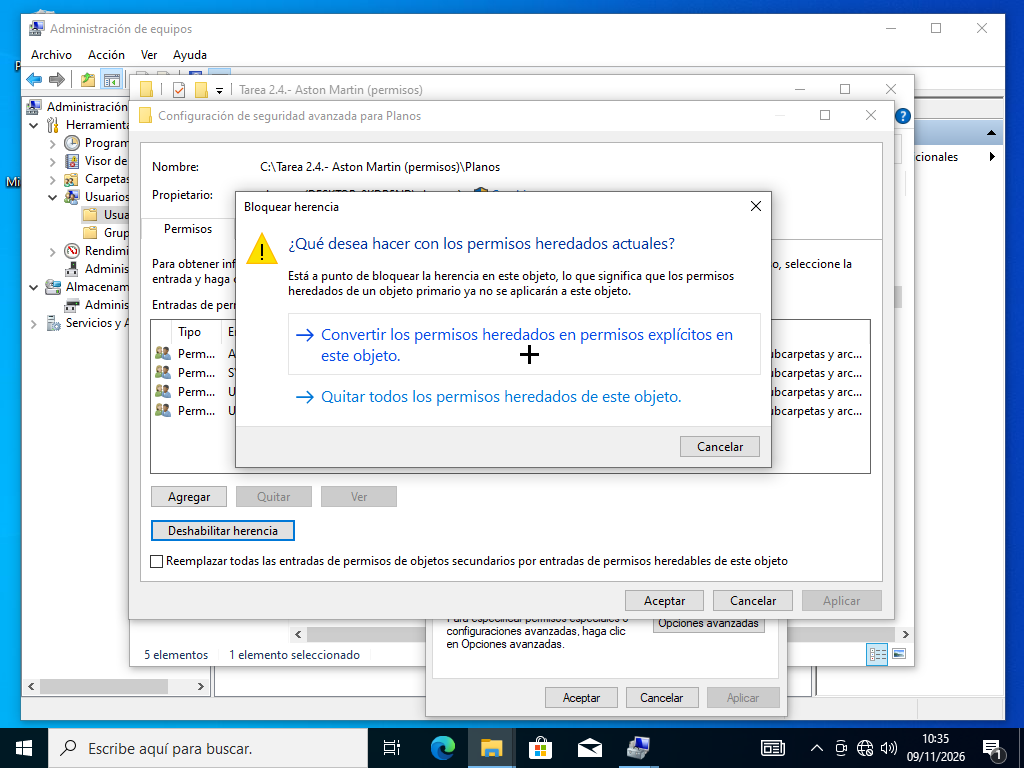 Administración de equipos
Archivo Acción Ver Ayuda
Tarea 2.4.- Aston Martin (permisos)
Configuración de seguridad avanzada para Planos
Administración
Herramienta
Program
Visor de
Carpetas
Usuarios
Usua
Grup
Rendimi
Adminis
Almacenam
Adminis
Servicios y A
cionales
Nombre: C:\Tarea 2.4.- Aston Martin (permisos)\Planos
Propietario:
Permisos
Para obtener inf
o, seleccione la
entrada y haga
Entradas de per
Tipo
Perm... A
ubcarpetas y arc...
Perm... S
ubcarpetas y arc...
Perm... U
ubcarpetas y arc...
Perm... U
ubcarpetas y arc...
Bloquear herencia
¿Qué desea hacer con los permisos heredados actuales?
Está a punto de bloquear la herencia en este objeto, lo que significa que los permisos
heredados de un objeto primario ya no se aplicarán a este objeto.
Convertir los permisos heredados en permisos explícitos en
este objeto.
Quitar todos los permisos heredados de este objeto.
Cancelar
Agregar Quitar Ver
Deshabilitar herencia
Reemplazar todas las entradas de permisos de objetos secundarios por entradas de permisos heredables de este objeto
Aceptar Cancelar Aplicar
Para especificar permisos especiales o
configuraciones avanzadas, haga clic
en Opciones avanzadas.
Opciones avanzadas
5 elementos 1 elemento seleccionado
Aceptar Cancelar Aplicar
Escribe aquí para buscar.
10:35
09/11/2026
1